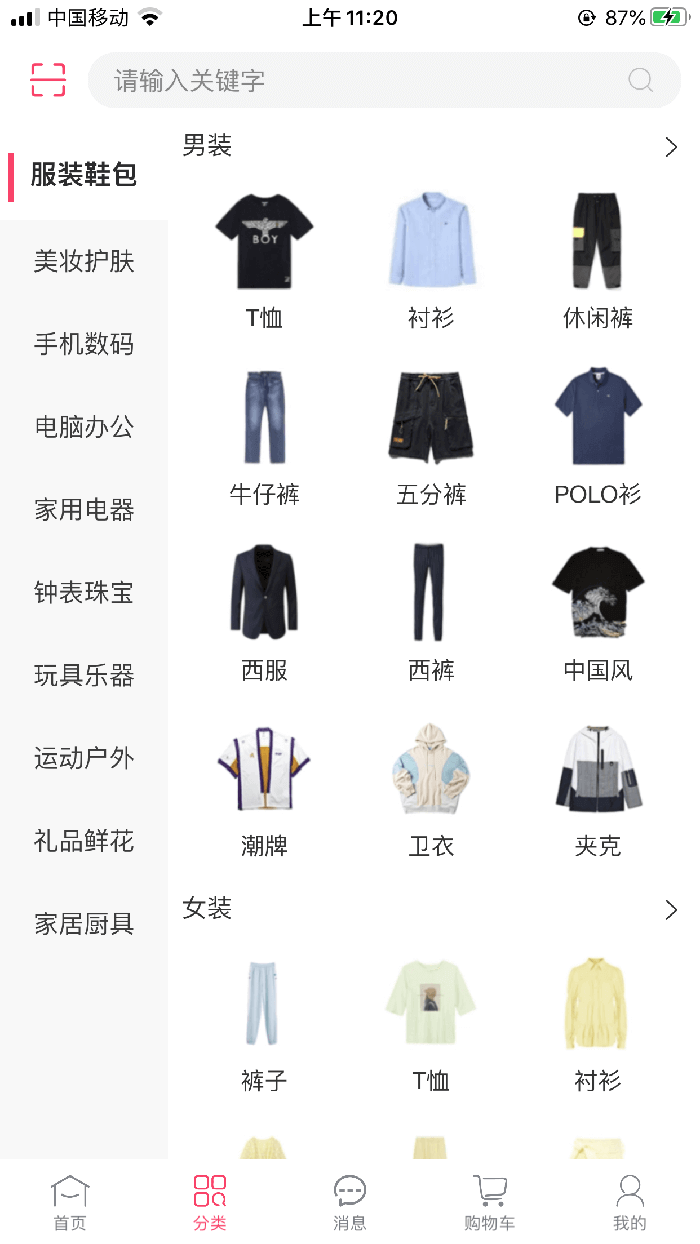 中国移动
上午11:20
87%
请输入关键字
服装鞋包
美妆护肤
手机数码
电脑办公
家用电器
钟表珠宝
玩具乐器
运动户外
礼品鲜花
家居厨具
男装
BOY
T恤
衬衫
休闲裤
牛仔裤
五分裤
POLO衫
西服
西裤
中国风
潮牌
卫衣
夹克
女装
裤子
T恤
衬衫
首页
分类
消息
购物车
我的